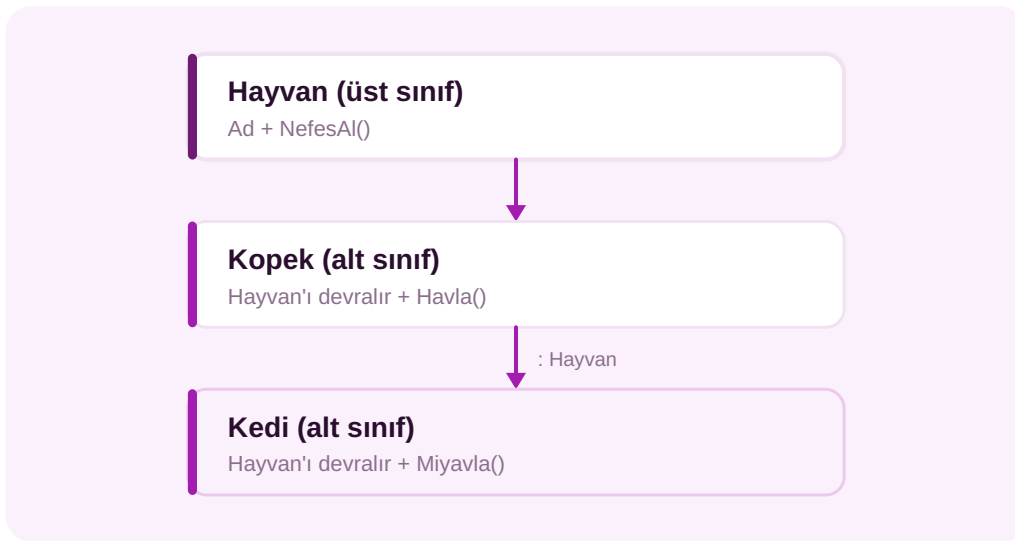 Hayvan (üst sınıf)
Ad + NefesAl()
Kopek (alt sınıf)
Hayvan'ı devralır + Havla()
: Hayvan
Kedi (alt sınıf)
Hayvan'ı devralır + Miyavla()